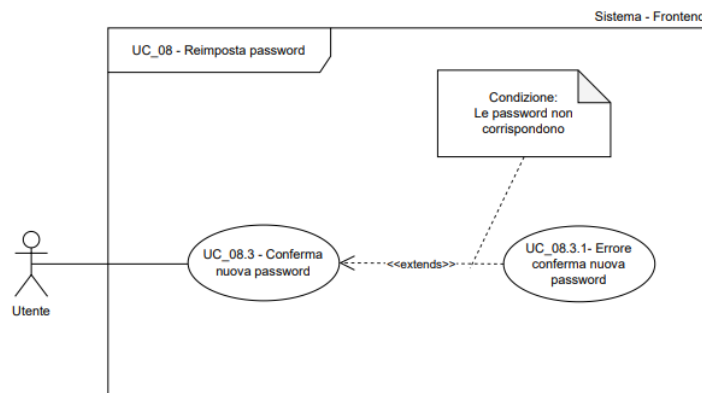 Sistema - Frontend
UC_08 - Reimposta password
Condizione:
Le password non
corrispondono
UC_08.3 - Conferma
nuova password
<<extends>>
UC_08.3.1- Errore
conferma nuova
password
Utente